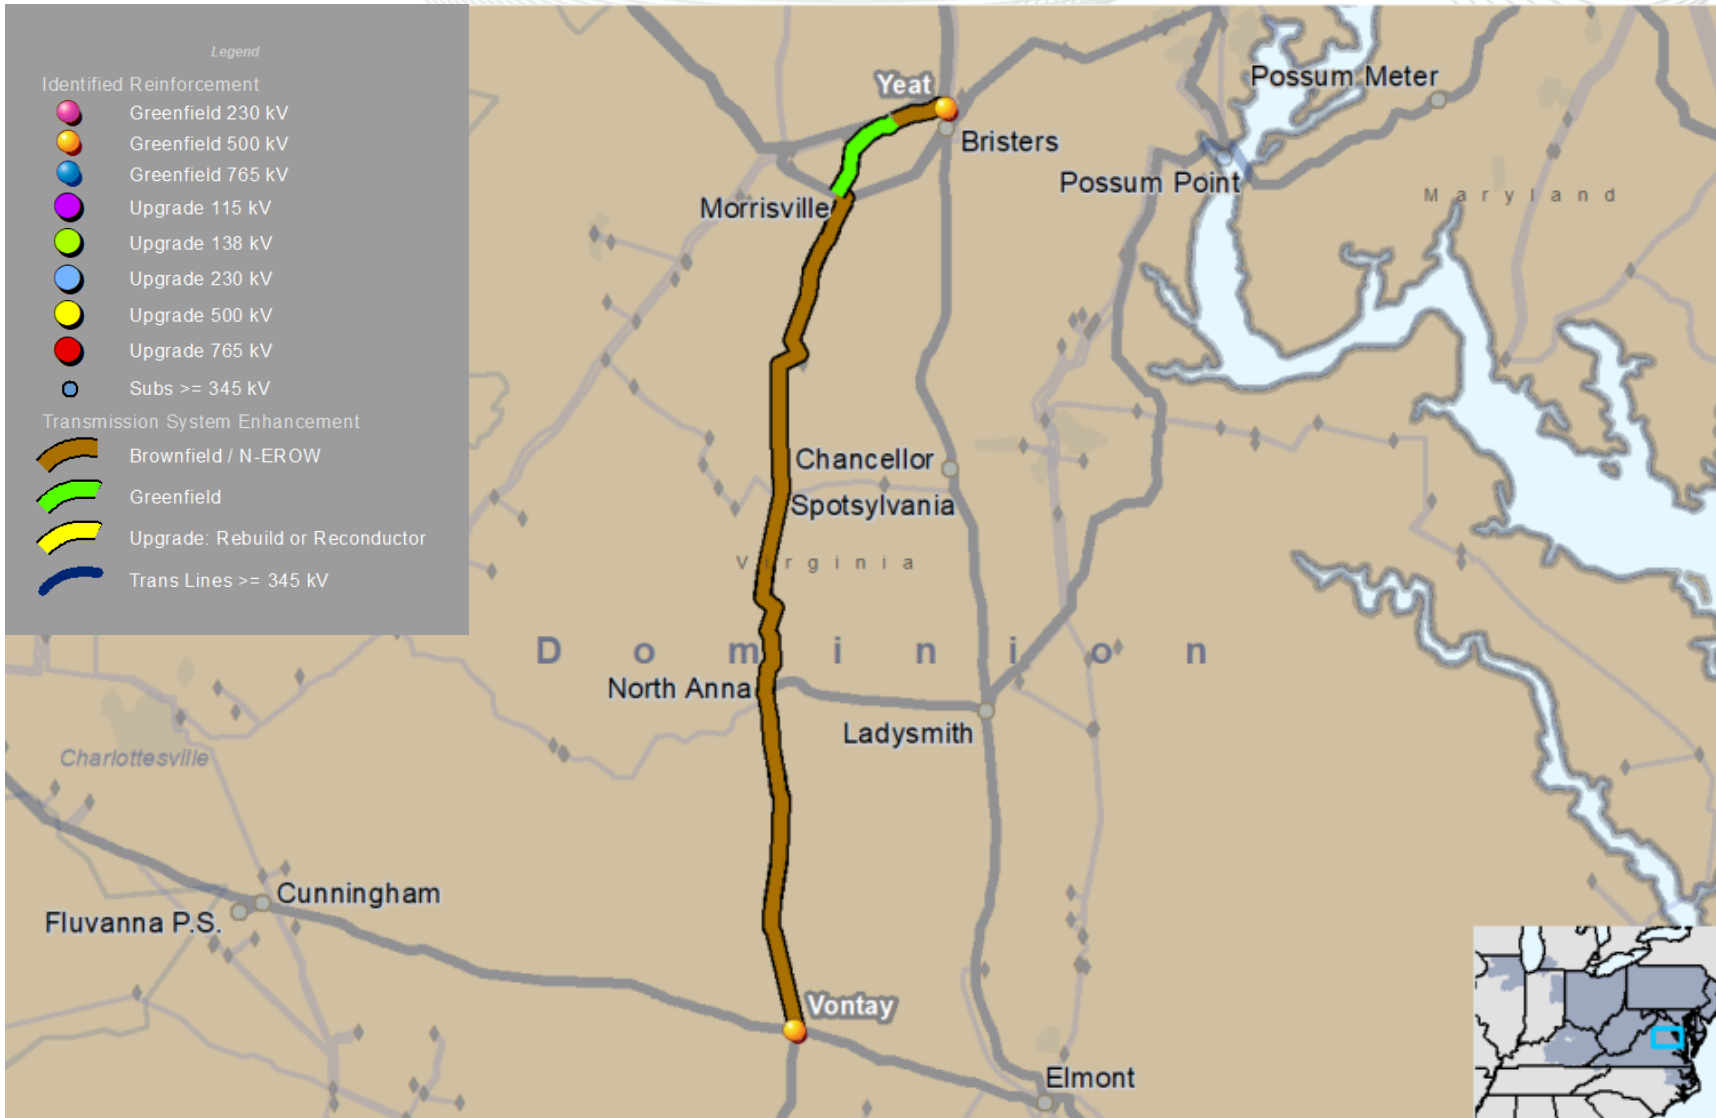 Legend
Identified Reinforcement
Greenfield 230 kV
Greenfield 500 kV
Greenfield 765 kV
Upgrade 115 kV
Upgrade 138 kV
Upgrade 230 kV
Upgrade 500 kV
Upgrade 765 kV
Subs >= 345 kV
Transmission System Enhancement
Brownfield / N-EROW
Greenfield
Upgrade: Rebuild or Reconductor
Trans Lines >= 345 kV
Yeat
Possum Meter
Bristers
Possum Point
Maryland
Morrisville
Chancellor
Spotsylvania
Virginia
Dominion
North Anna
Ladysmith
Charlottesville
Cunningham
Fluvanna P.S.
Vontay
Elmont